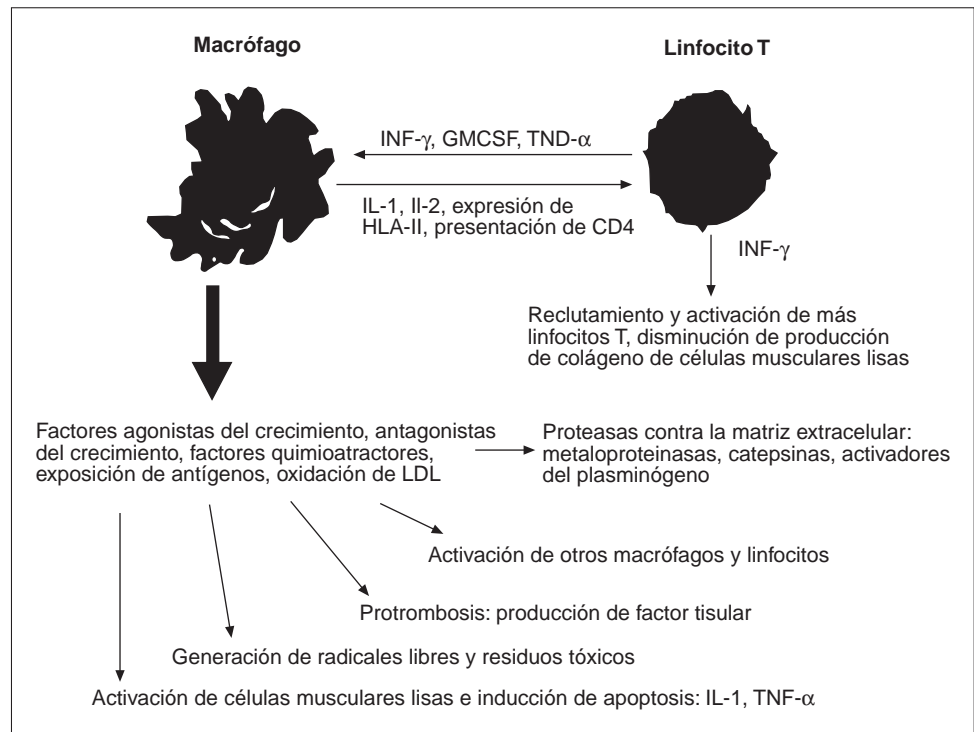 Macrófago
Linfocito T
INF-γ, GMCSF, TND-α
IL-1, Il-2, expresión de
HLA-II, presentación de CD4
INF-γ
Reclutamiento y activación de más
linfocitos T, disminución de producción
de colágeno de células musculares lisas
Factores agonistas del crecimiento, antagonistas
del crecimiento, factores quimioatractores,
exposición de antígenos, oxidación de LDL
Proteasas contra la matriz extracelular:
metaloproteinasas, catepsinas, activadores
del plasminógeno
Activación de otros macrófagos y linfocitos
Protrombosis: producción de factor tisular
Generación de radicales libres y residuos tóxicos
Activación de células musculares lisas e inducción de apoptosis: IL-1, TNF-α